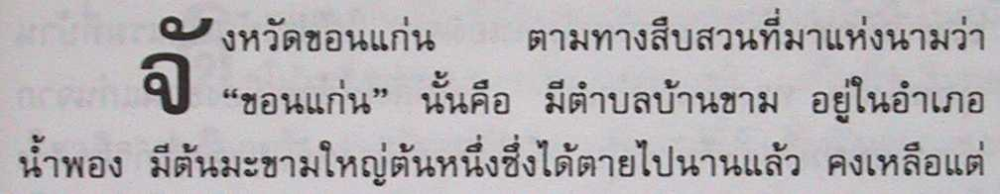 จังหวัดขอนแก่น ตามทางสืบสวนที่มาแห่งนามว่า
“ขอนแก่น” นั้นคือ มีตำบลบ้านขาม อยู่ในอำเภอ
น้ำพอง มีต้นมะขามใหญ่ต้นหนึ่งซึ่งได้ตายไปนานแล้ว คงเหลือแต่